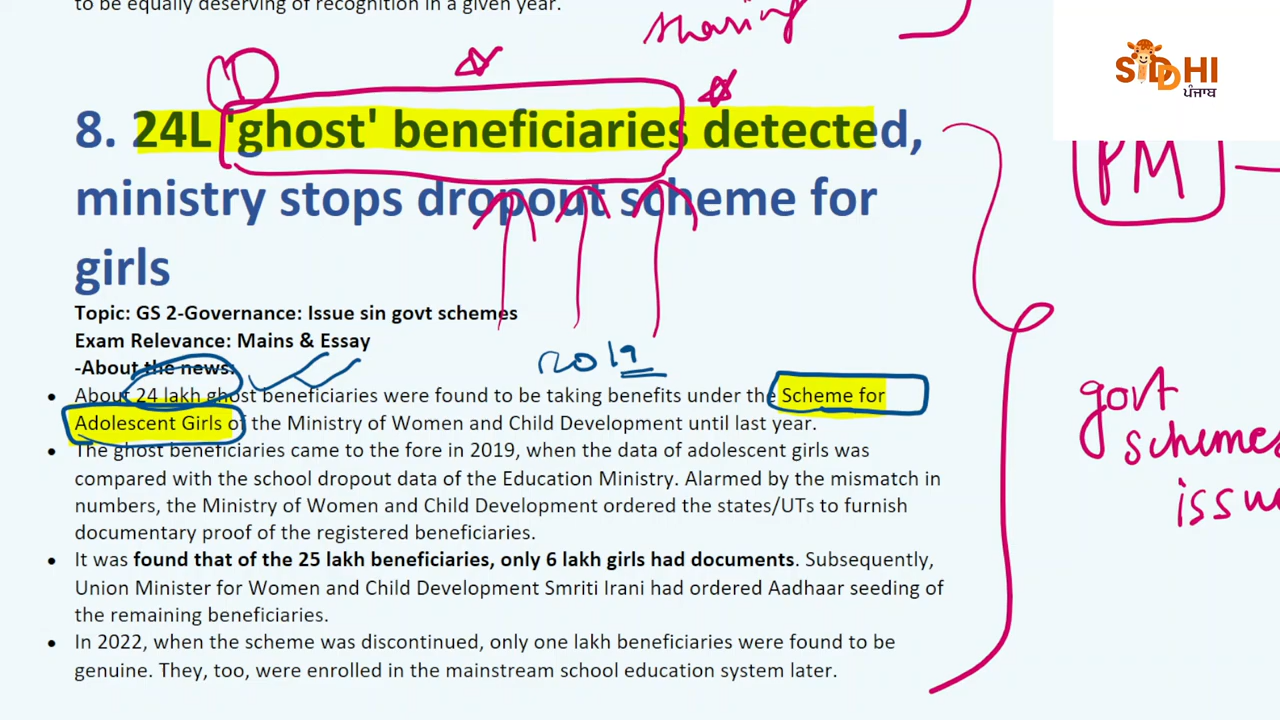 to be equally deserving of recognition in a given year.
sharing
SIDDHI
ਪੰਜਾਬ
PM
8. 24L 'ghost' beneficiaries detected,
ministry stops dropout scheme for
girls
Topic: GS 2-Governance: Issue sin govt schemes
Exam Relevance: Mains & Essay
-About the news:
2019
• About 24 lakh ghost beneficiaries were found to be taking benefits under the Scheme for
Adolescent Girls of the Ministry of Women and Child Development until last year.
• The ghost beneficiaries came to the fore in 2019, when the data of adolescent girls was
compared with the school dropout data of the Education Ministry. Alarmed by the mismatch in
numbers, the Ministry of Women and Child Development ordered the states/UTs to furnish
documentary proof of the registered beneficiaries.
• It was found that of the 25 lakh beneficiaries, only 6 lakh girls had documents. Subsequently,
Union Minister for Women and Child Development Smriti Irani had ordered Aadhaar seeding of
the remaining beneficiaries.
• In 2022, when the scheme was discontinued, only one lakh beneficiaries were found to be
genuine. They, too, were enrolled in the mainstream school education system later.
govt
schemes
issu